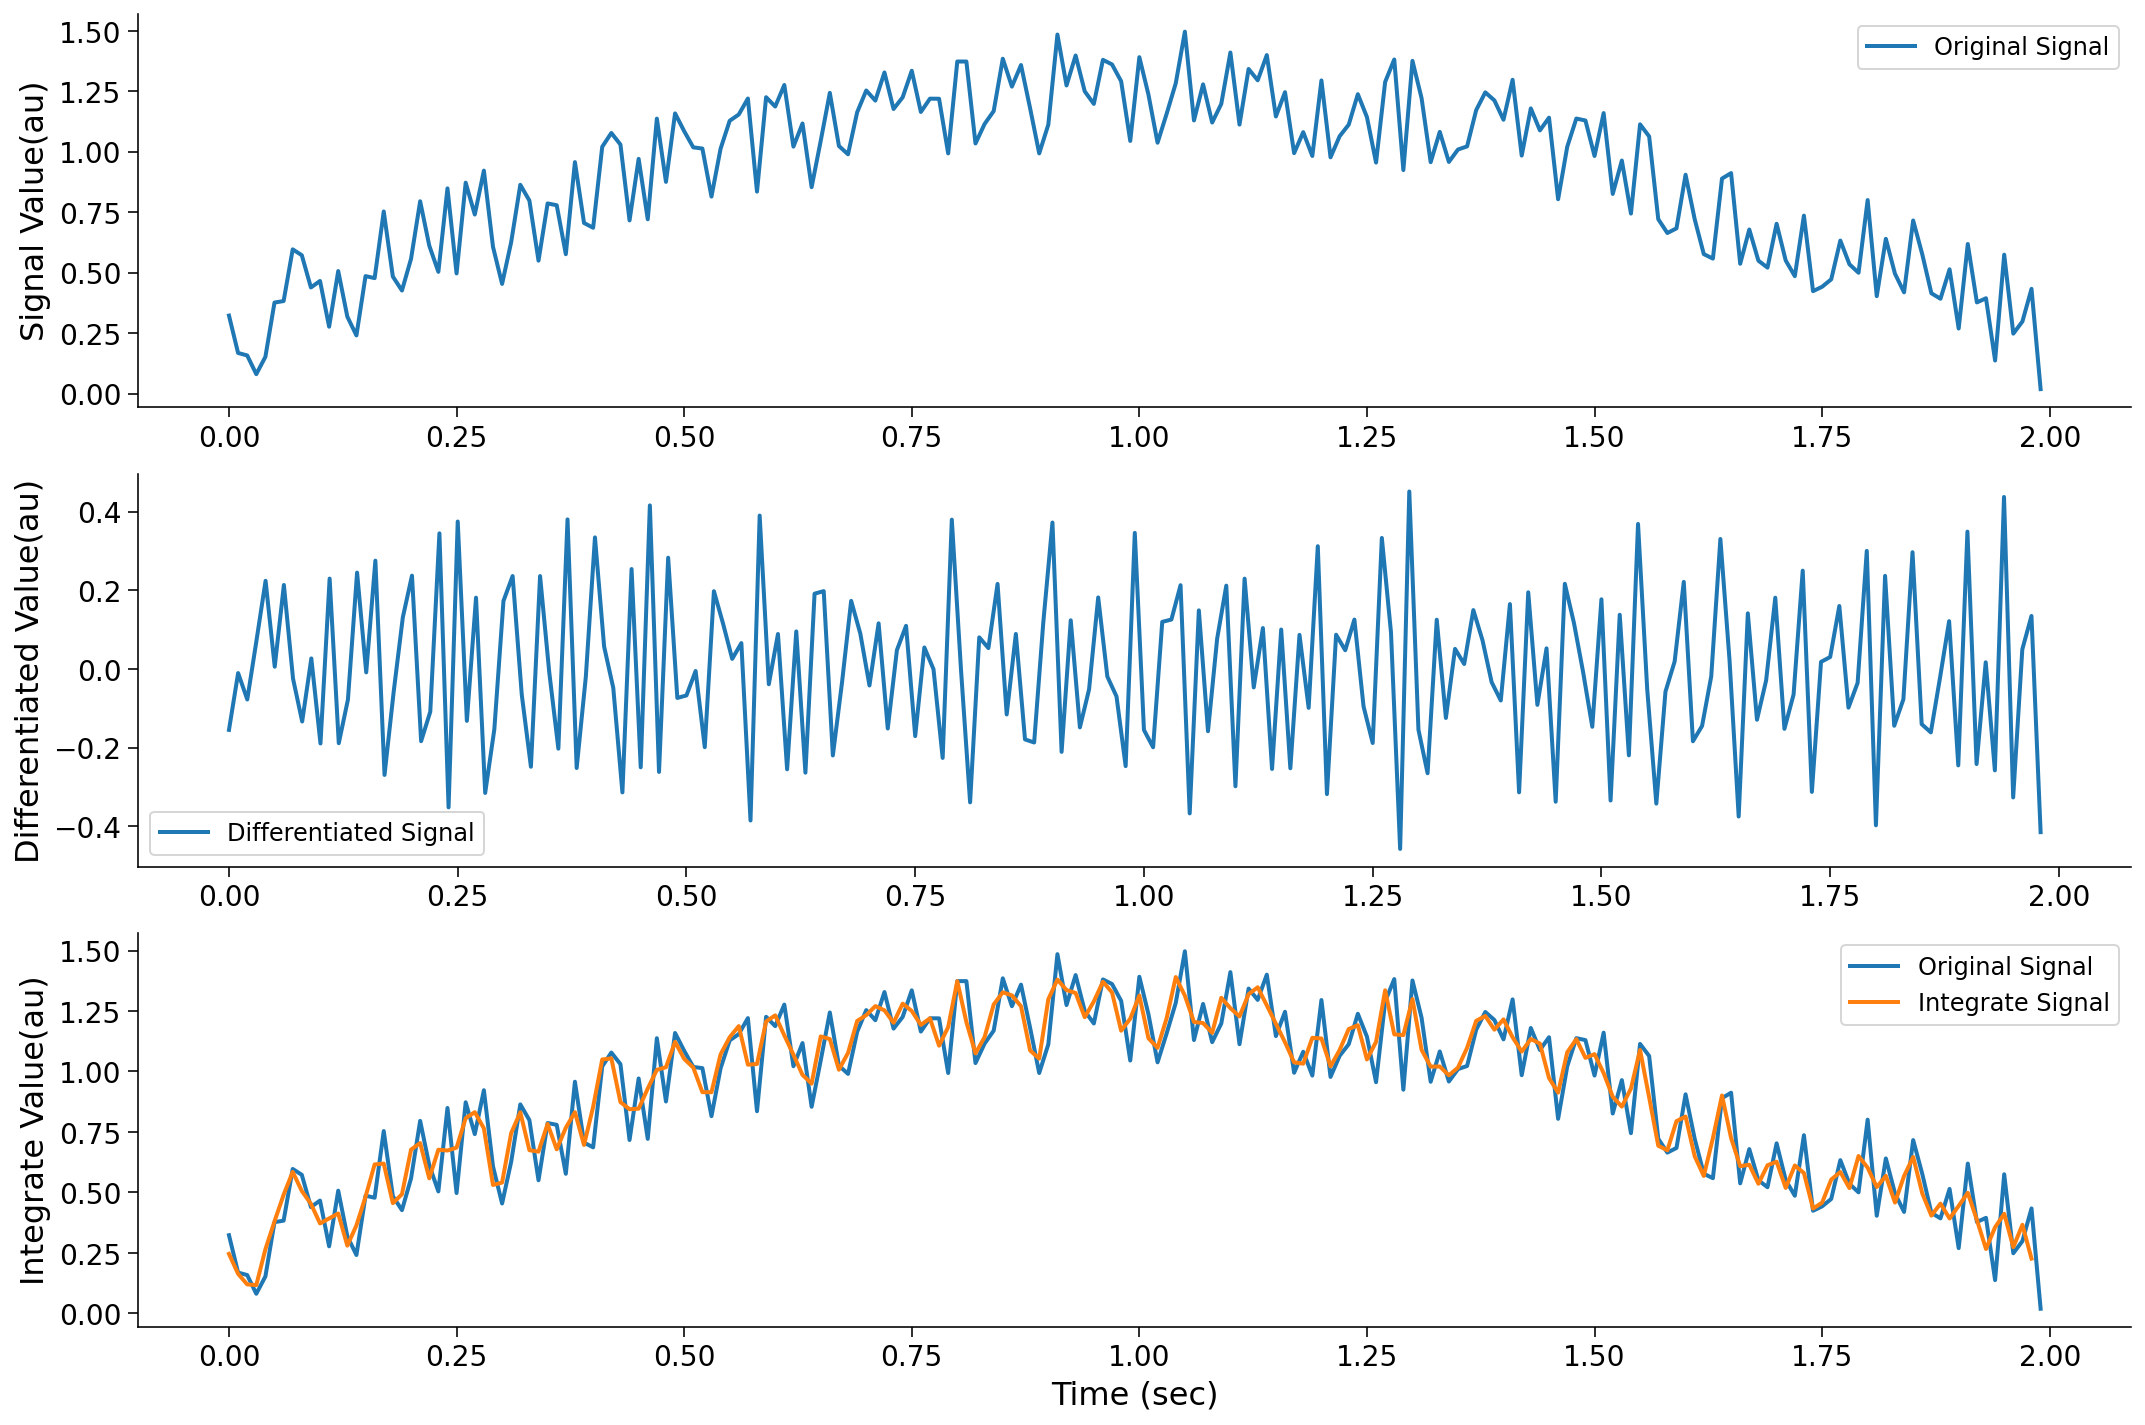 Signal Value(au)
1.50
1.25
1.00
0.75
0.50
0.25
0.00
Original Signal
0.00 0.25 0.50 0.75 1.00 1.25 1.50 1.75 2.00
Differentiated Value(au)
0.4
0.2
0.0
−0.2
−0.4
Differentiated Signal
0.00 0.25 0.50 0.75 1.00 1.25 1.50 1.75 2.00
Integrate Value(au)
1.50
1.25
1.00
0.75
0.50
0.25
0.00
Original Signal
Integrate Signal
0.00 0.25 0.50 0.75 1.00 1.25 1.50 1.75 2.00
Time (sec)